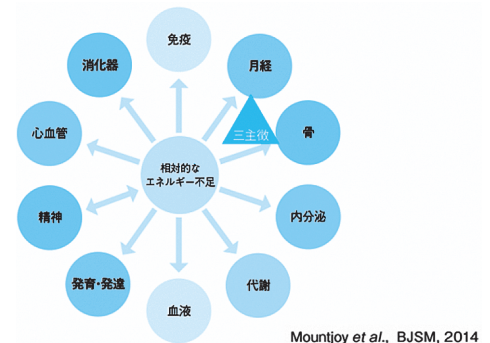 免疫
月経
三主徴
骨
内分泌
代謝
血液
発育・発達
精神
心血管
消化器
相対的な
エネルギー不足
Mountjoy et al., BJSM, 2014